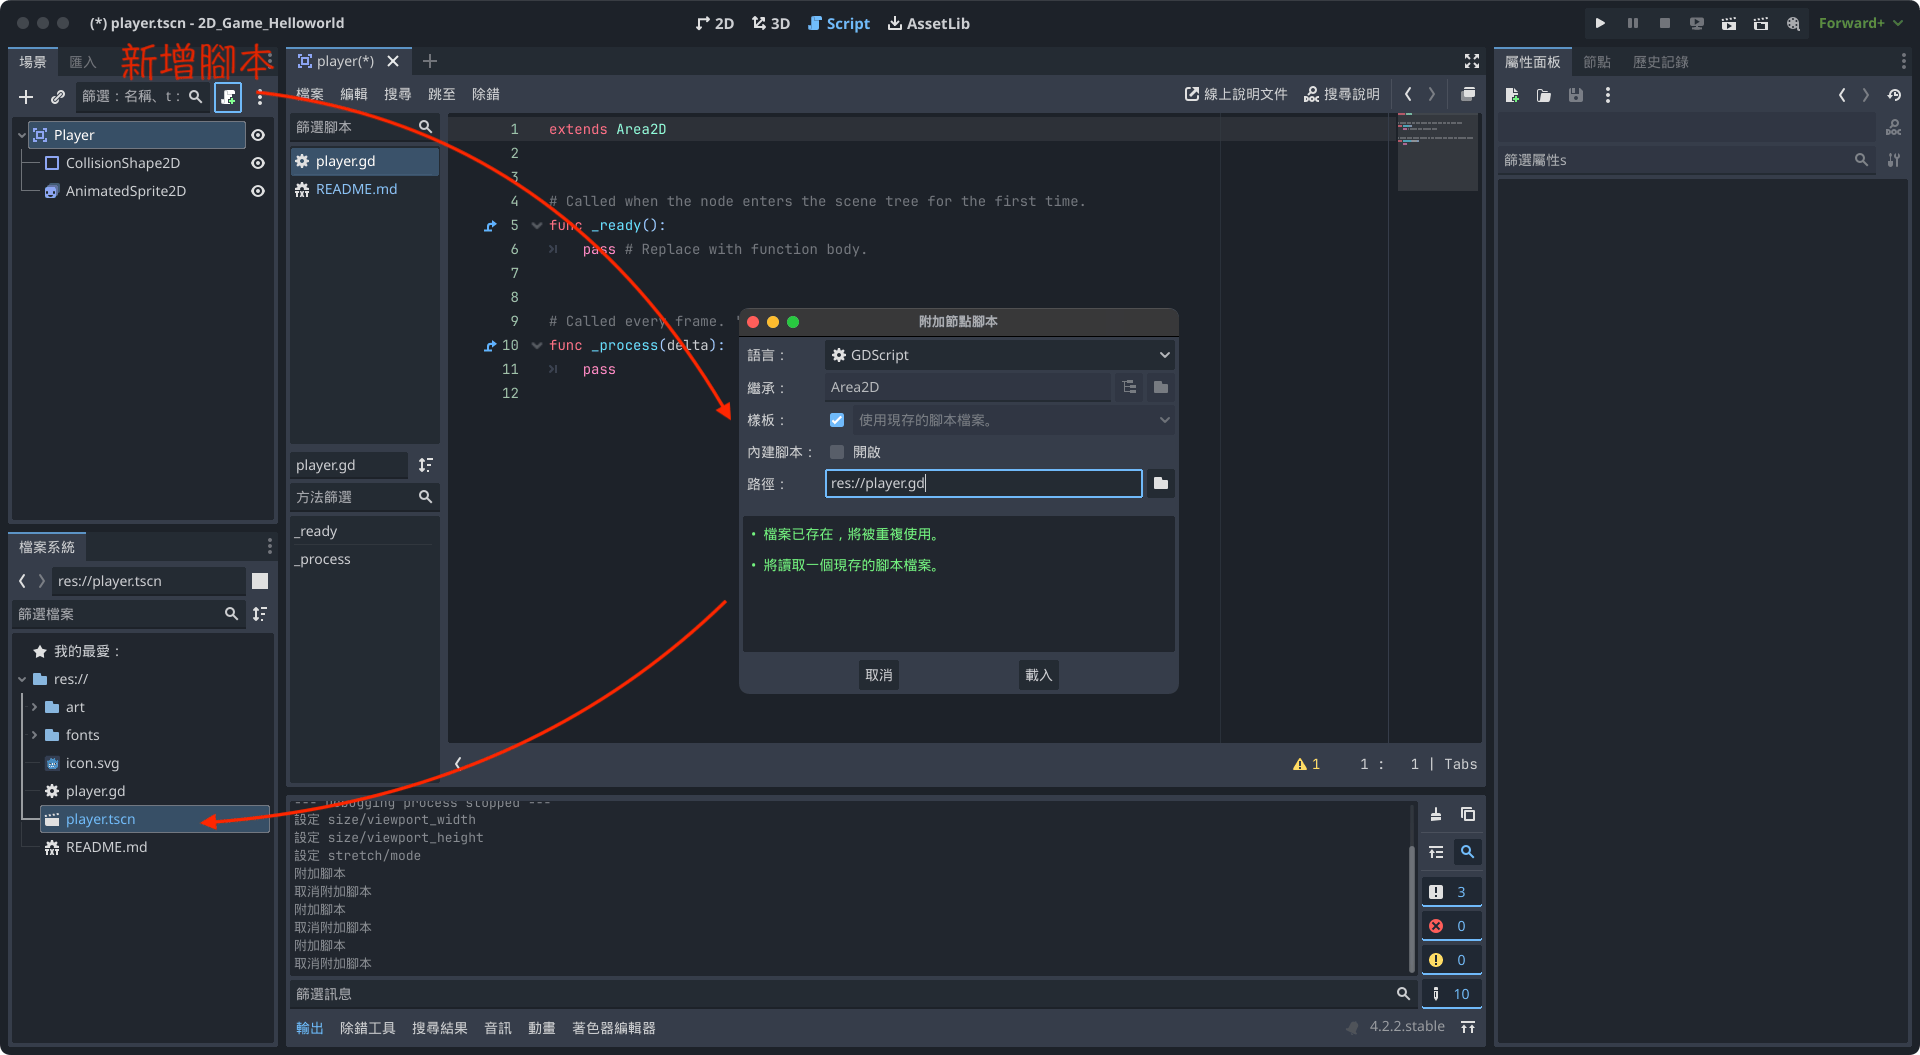 (*) player.tscn - 2D_Game_Helloworld
2D
3D
Script
AssetLib
Forward+
新增腳本
場景
匯入
篩選：名稱、t：
Player
CollisionShape2D
AnimatedSprite2D
檔案系統
res://player.tscn
篩選檔案
我的最愛：
res://
art
fonts
icon.svg
player.gd
player.tscn
README.md
player(*)
檔案
編輯
搜尋
跳至
除錯
線上說明文件
搜尋說明
篩選腳本
player.gd
README.md
player.gd
方法篩選
_ready
_process
1 extends Area2D
2
3
4 # Called when the node enters the scene tree for the first time.
5 func _ready():
6 pass # Replace with function body.
7
8
9 # Called every frame. '
10 func _process(delta):
11 pass
12
附加節點腳本
語言：
GDScript
繼承：
Area2D
樣板：
使用現存的腳本檔案。
內建腳本：
開啟
路徑：
res://player.gd
• 檔案已存在，將被重複使用。
• 將讀取一個現存的腳本檔案。
取消
載入
1
1 : 1 | Tabs
--- Debugging process stopped ---
設定 size/viewport_width
設定 size/viewport_height
設定 stretch/mode
附加腳本
取消附加腳本
附加腳本
取消附加腳本
附加腳本
取消附加腳本
篩選訊息
3
0
0
10
輸出
除錯工具
搜尋結果
音訊
動畫
著色器編輯器
4.2.2.stable
屬性面板
節點
歷史記錄
DOC
篩選屬性s